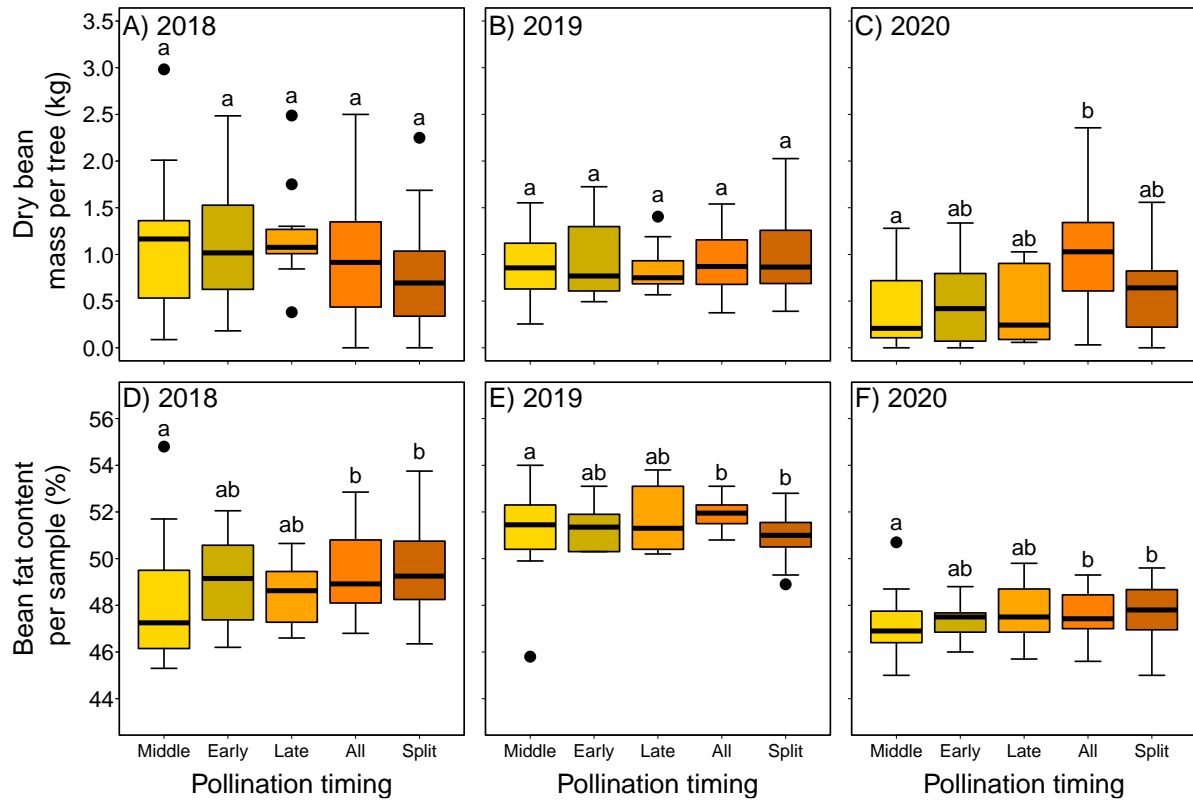 A) 2018
B) 2019
C) 2020
Dry bean
mass per tree (kg)
3.5
3.0
2.5
2.0
1.5
1.0
0.5
0.0
a a a a a
a a a a a
a ab ab b ab
D) 2018
E) 2019
F) 2020
Bean fat content
per sample (%)
56
54
52
50
48
46
44
a ab ab b b
a ab ab b b
a ab ab b b
Middle Early Late All Split
Middle Early Late All Split
Middle Early Late All Split
Pollination timing
Pollination timing
Pollination timing